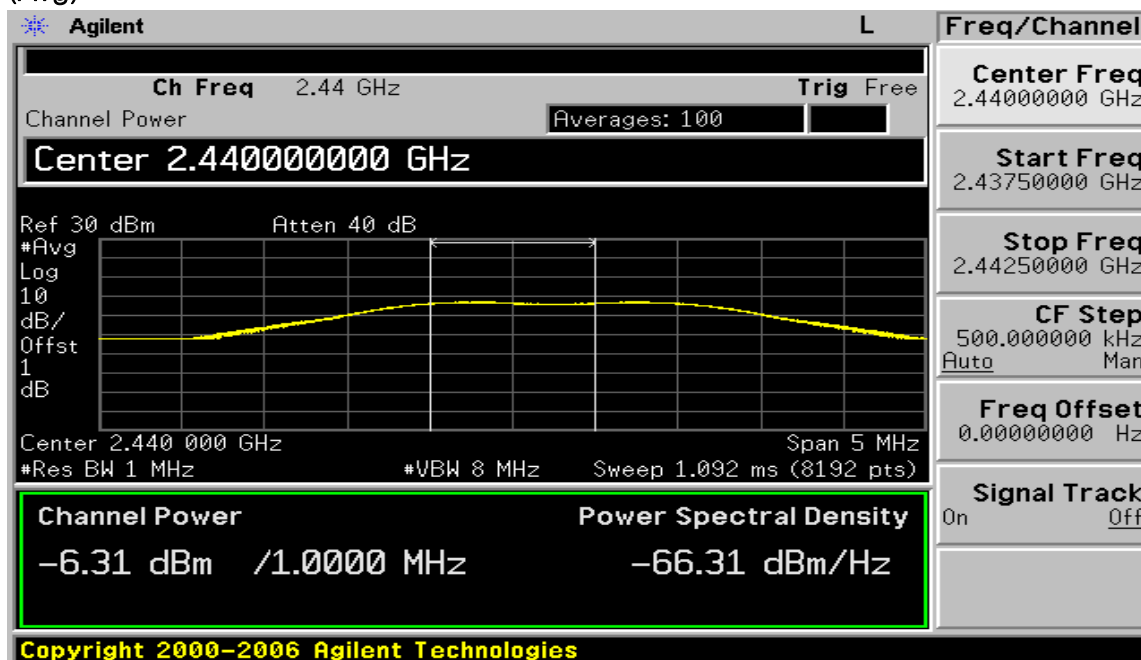 Agilent L
Ch Freq 2.44 GHz Trig Free
Channel Power Averages: 100
Center 2.440000000 GHz
Ref 30 dBm Atten 40 dB
#Avg
Log
10
dB/
Offst
1
dB
Center 2.440 000 GHz Span 5 MHz
#Res BW 1 MHz #VBW 8 MHz Sweep 1.092 ms (8192 pts)
Channel Power Power Spectral Density
-6.31 dBm /1.0000 MHz -66.31 dBm/Hz
Copyright 2000-2006 Agilent Technologies
Freq/Channel
Center Freq
2.44000000 GHz
Start Freq
2.43750000 GHz
Stop Freq
2.44250000 GHz
CF Step
500.000000 kHz
Auto Man
Freq Offset
0.00000000 Hz
Signal Track
On Off